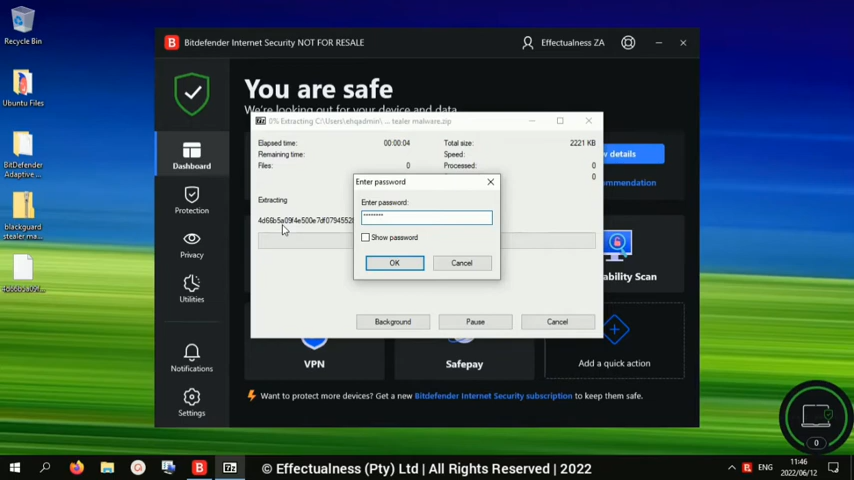 Recycle Bin
Ubuntu Files
BitDefender
Adaptive ...
blackguard
stealer ma...
B Bitdefender Internet Security NOT FOR RESALE
Effectualness ZA
You are safe
We're looking out for your device and data
Dashboard
Protection
Privacy
Utilities
Notifications
Settings
7z 0% Extracting C:\Users\ehqadmin\ ... tealer malware.zip
Elapsed time: 00:00:04
Remaining time:
Files: 0
Total size: 2221 KB
Speed:
Processed: 0
0
Extracting
Enter password
Enter password:
********
Show password
OK
Cancel
Background
Pause
Cancel
w details
ommendation
ability Scan
VPN
Safepay
Add a quick action
Want to protect more devices? Get a new Bitdefender Internet Security subscription to keep them safe.
0
B
7z
© Effectualness (Pty) Ltd | All Rights Reserved | 2022
B
ENG
11:46
2022/06/12